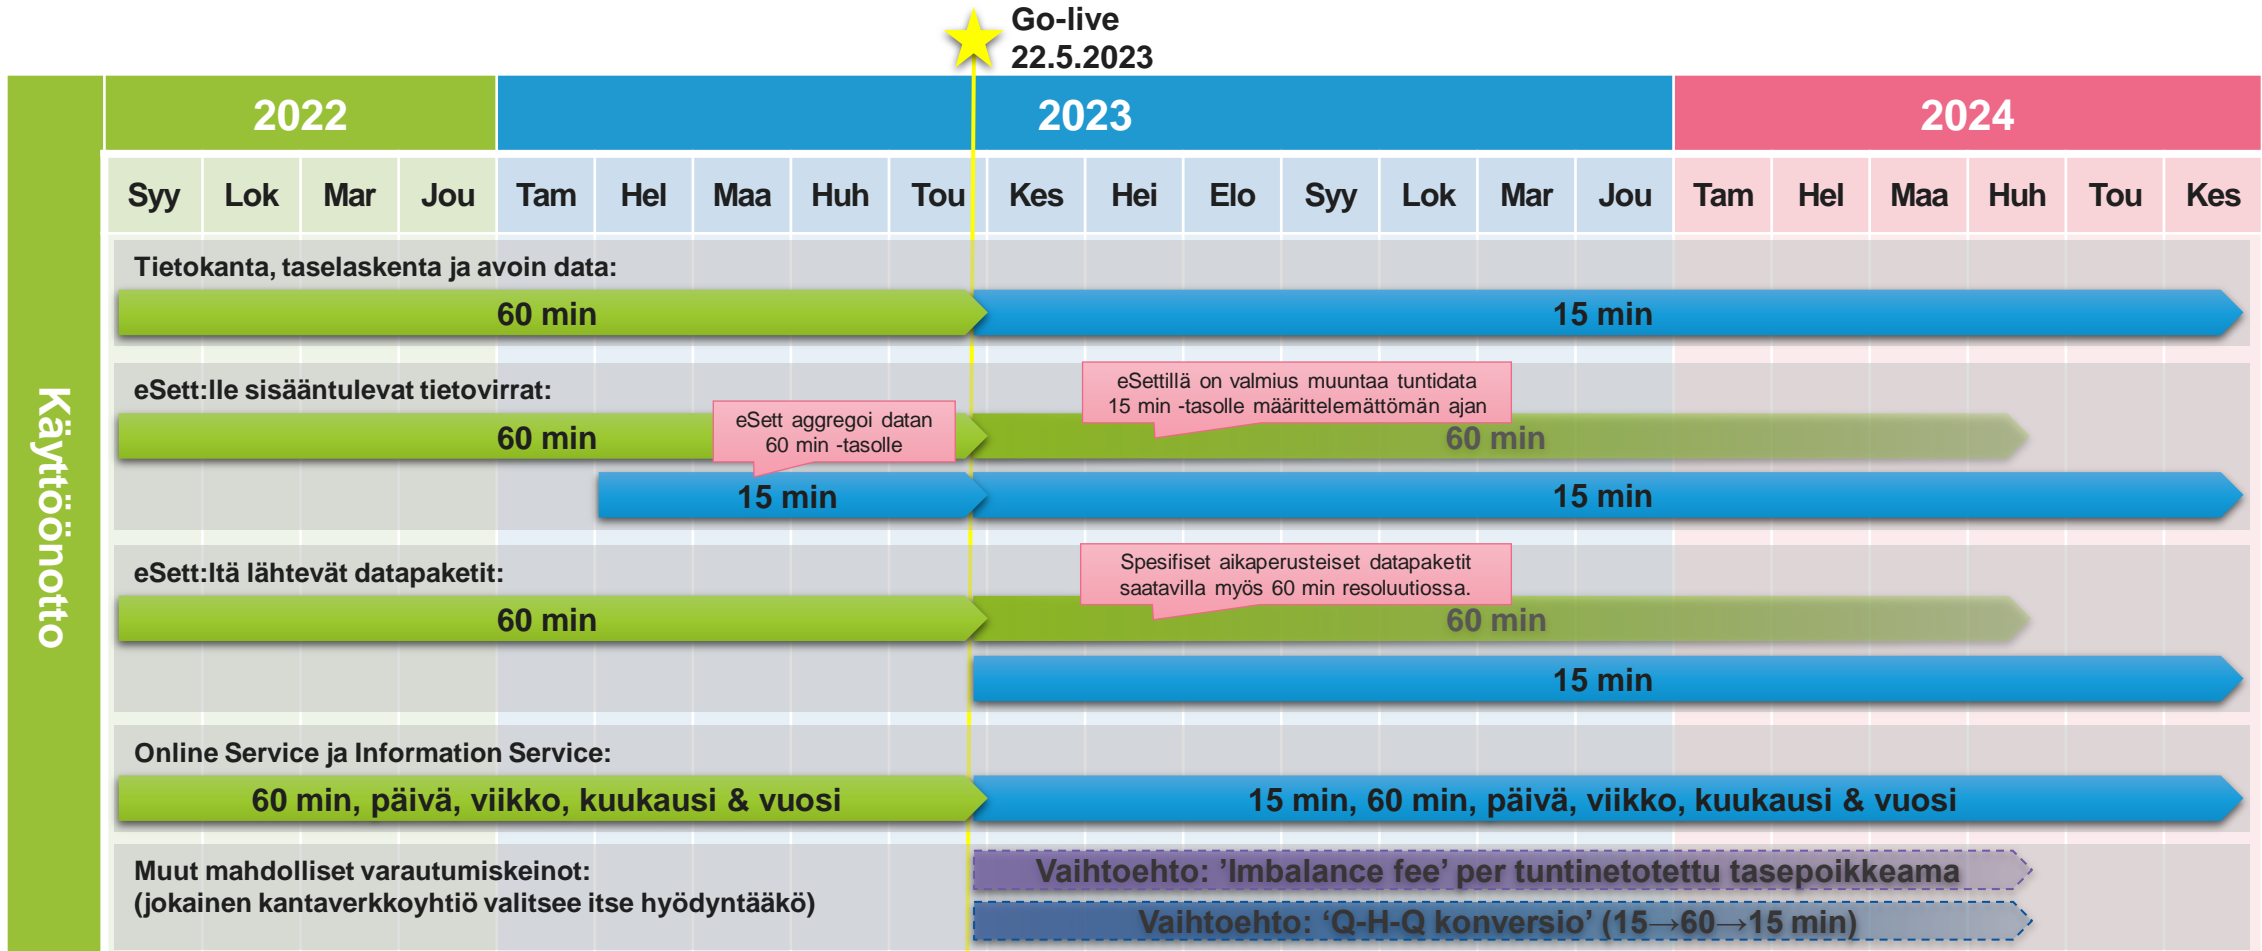 Go-live
22.5.2023
2022
2023
2024
Syy Lok Mar Jou Tam Hel Maa Huh Tou Kes Hei Elo Syy Lok Mar Jou Tam Hel Maa Huh Tou Kes
Käyttöönotto
Tietokanta, taselaskenta ja avoin data:
60 min
15 min
eSett:lle sisääntulevat tietovirrat:
eSettillä on valmius muuntaa tuntidata
15 min -tasolle määrittelemättömän ajan
eSett aggregoi datan
60 min -tasolle
60 min
60 min
15 min
15 min
eSett:ltä lähtevät datapaketit:
Spesifiset aikaperusteiset datapaketit
saatavilla myös 60 min resoluutiossa.
60 min
60 min
15 min
Online Service ja Information Service:
60 min, päivä, viikko, kuukausi & vuosi
15 min, 60 min, päivä, viikko, kuukausi & vuosi
Muut mahdolliset varautumiskeinot:
(jokainen kantaverkkoyhtiö valitsee itse hyödyntääkö)
Vaihtoehto: ’Imbalance fee’ per tuntinetotettu tasepoikkeama
Vaihtoehto: ‘Q-H-Q konversio’ (15→60→15 min)